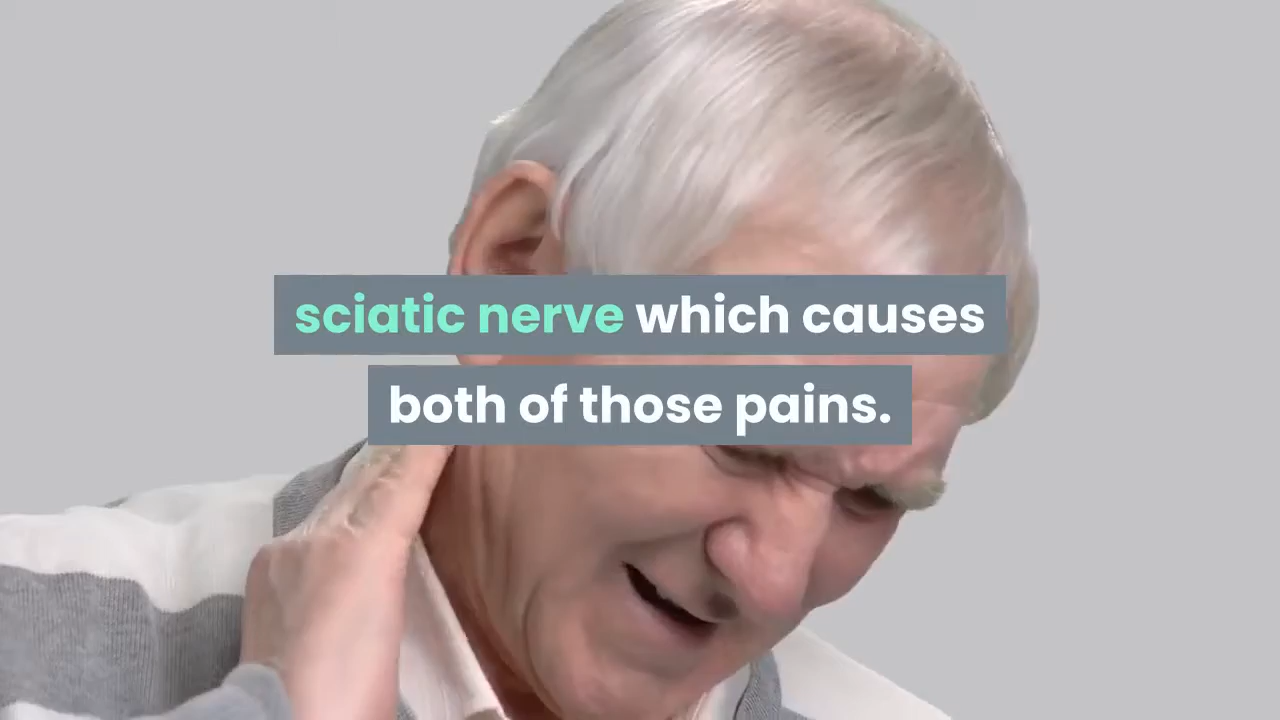 sciatic nerve which causes
both of those pains.